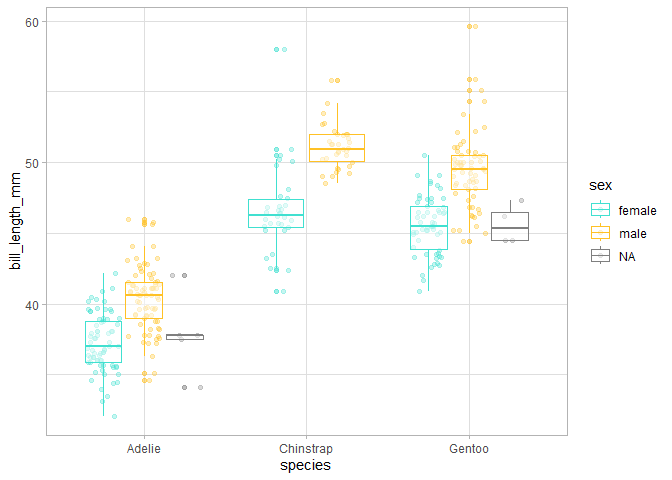 60
50
40
bill_length_mm
Adelie
Chinstrap
Gentoo
species
sex
female
male
NA